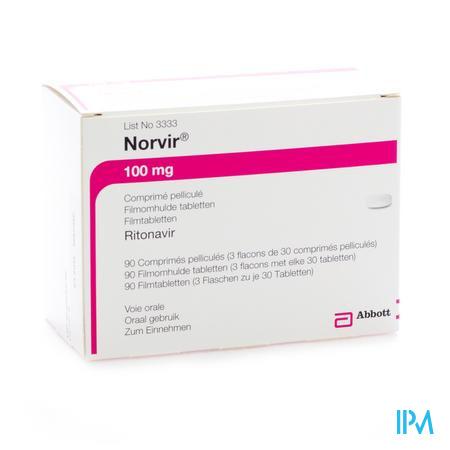 List No 3333
Norvir®
100 mg
Comprimé pelliculé
Filmomhulde tabletten
Filmtabletten
Ritonavir
90 Comprimés pelliculés (3 flacons de 30 comprimés pelliculés)
90 Filmomhulde tabletten (3 flacons met elke 30 tabletten)
90 Filmtabletten (3 Flaschen zu je 30 Tabletten)
Voie orale
Oraal gebruik
Zum Einnehmen
Abbott
IPM